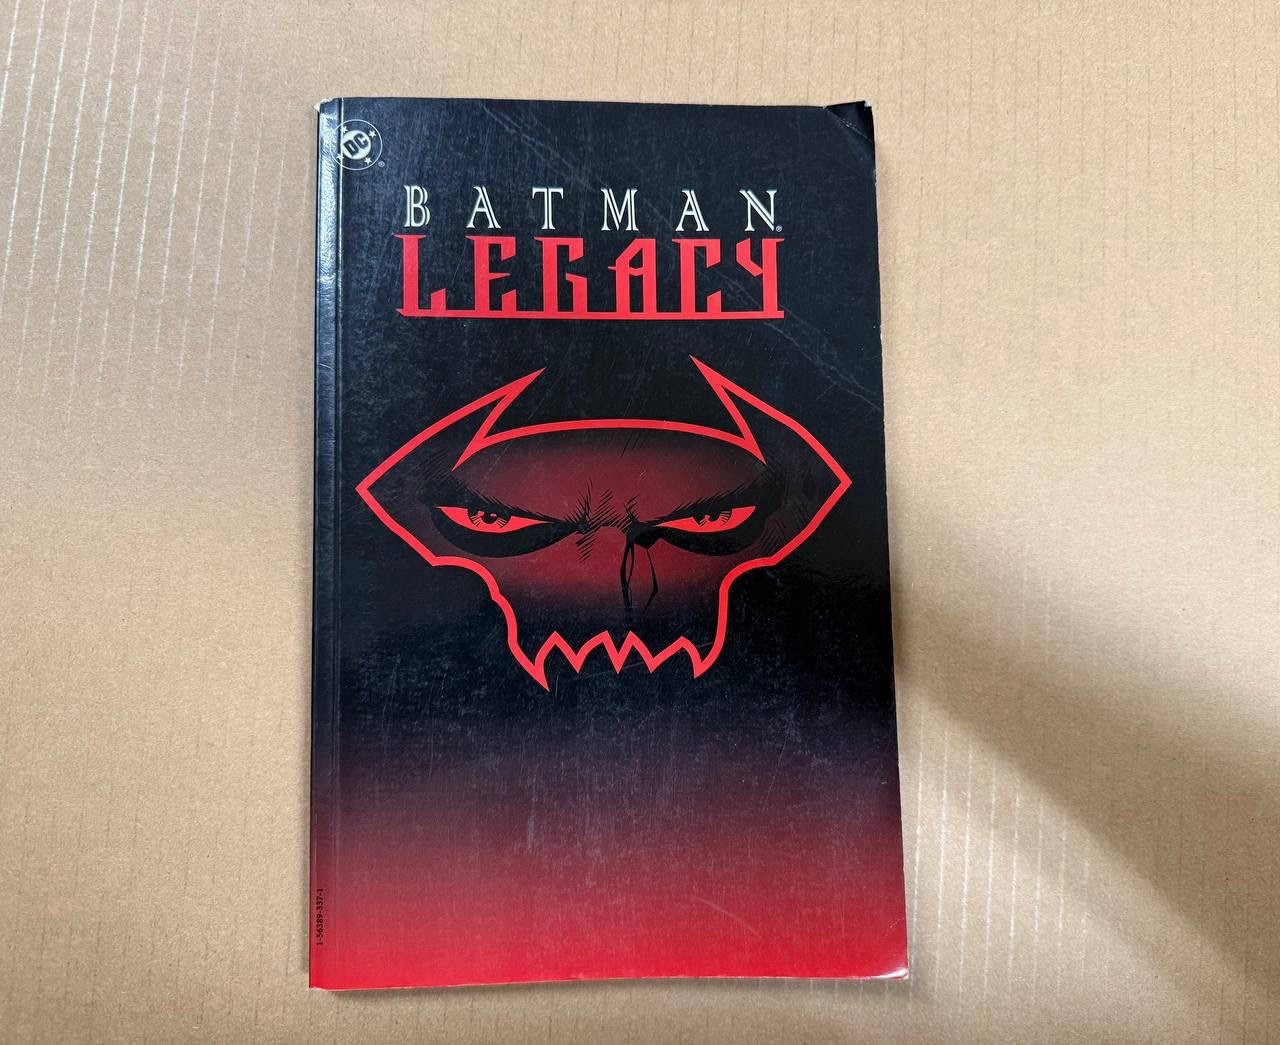 DC
®
BATMAN®
LEGACY
1-56389-337-1